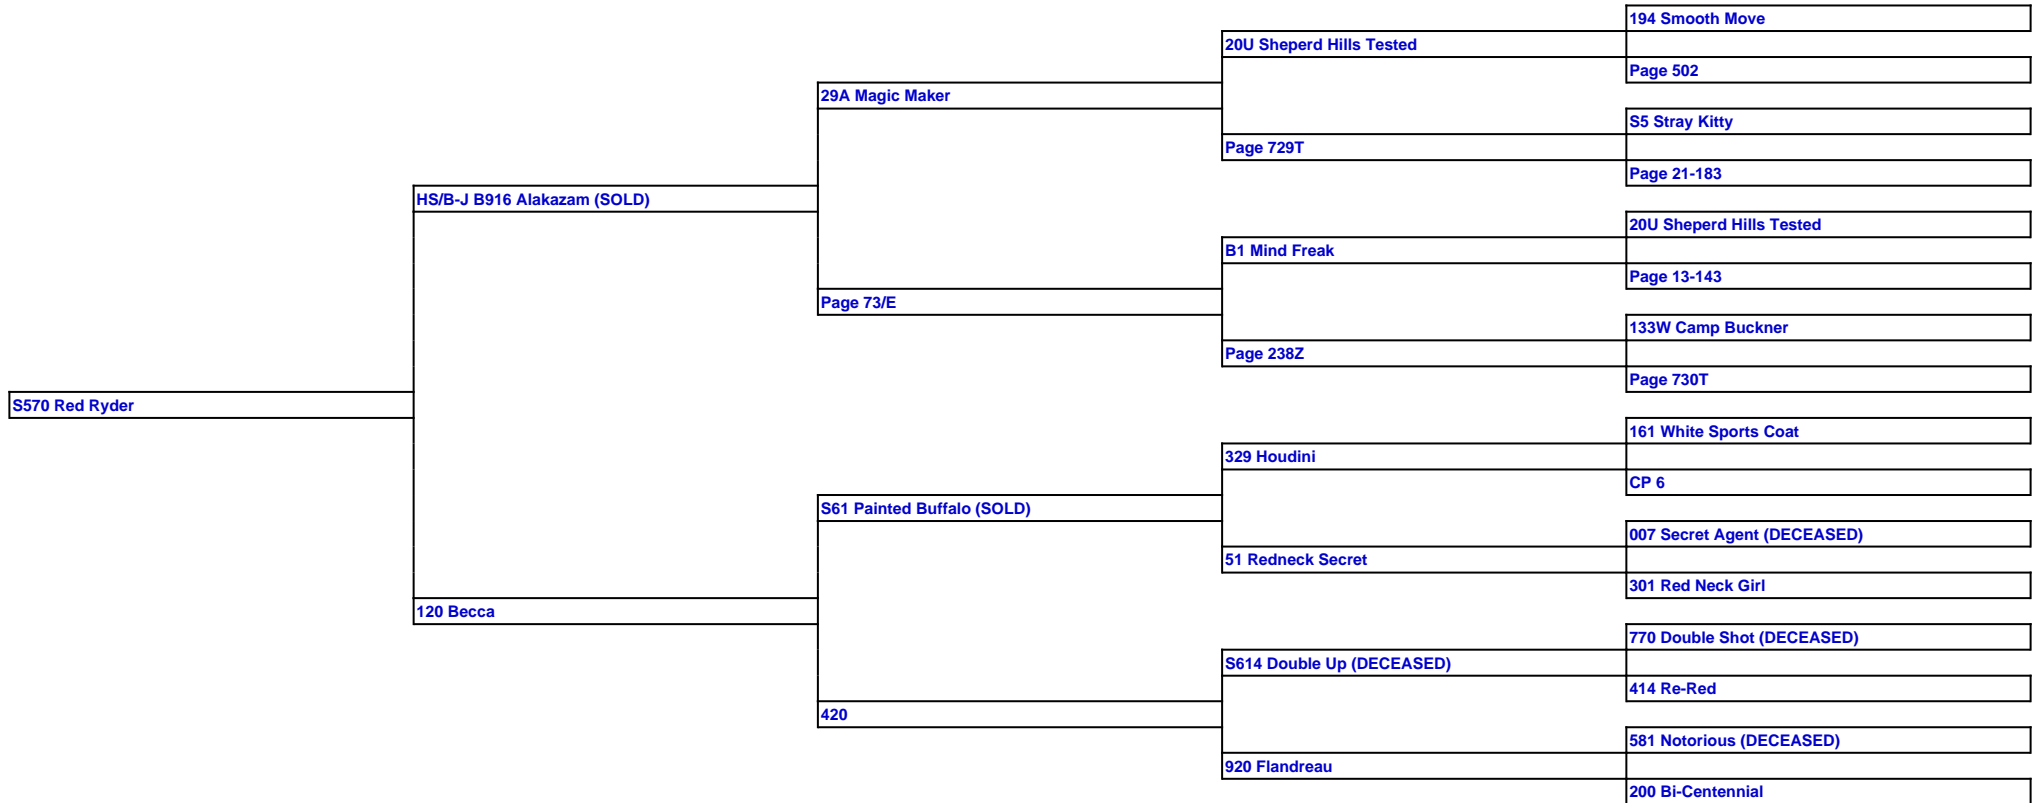 194 Smooth Move
20U Sheperd Hills Tested
Page 502
29A Magic Maker
S5 Stray Kitty
Page 729T
Page 21-183
HS/B-J B916 Alakazam (SOLD)
20U Sheperd Hills Tested
B1 Mind Freak
Page 13-143
Page 73/E
133W Camp Buckner
Page 238Z
Page 730T
S570 Red Ryder
161 White Sports Coat
329 Houdini
CP 6
S61 Painted Buffalo (SOLD)
007 Secret Agent (DECEASED)
51 Redneck Secret
301 Red Neck Girl
120 Becca
770 Double Shot (DECEASED)
S614 Double Up (DECEASED)
414 Re-Red
420
581 Notorious (DECEASED)
920 Flandreau
200 Bi-Centennial